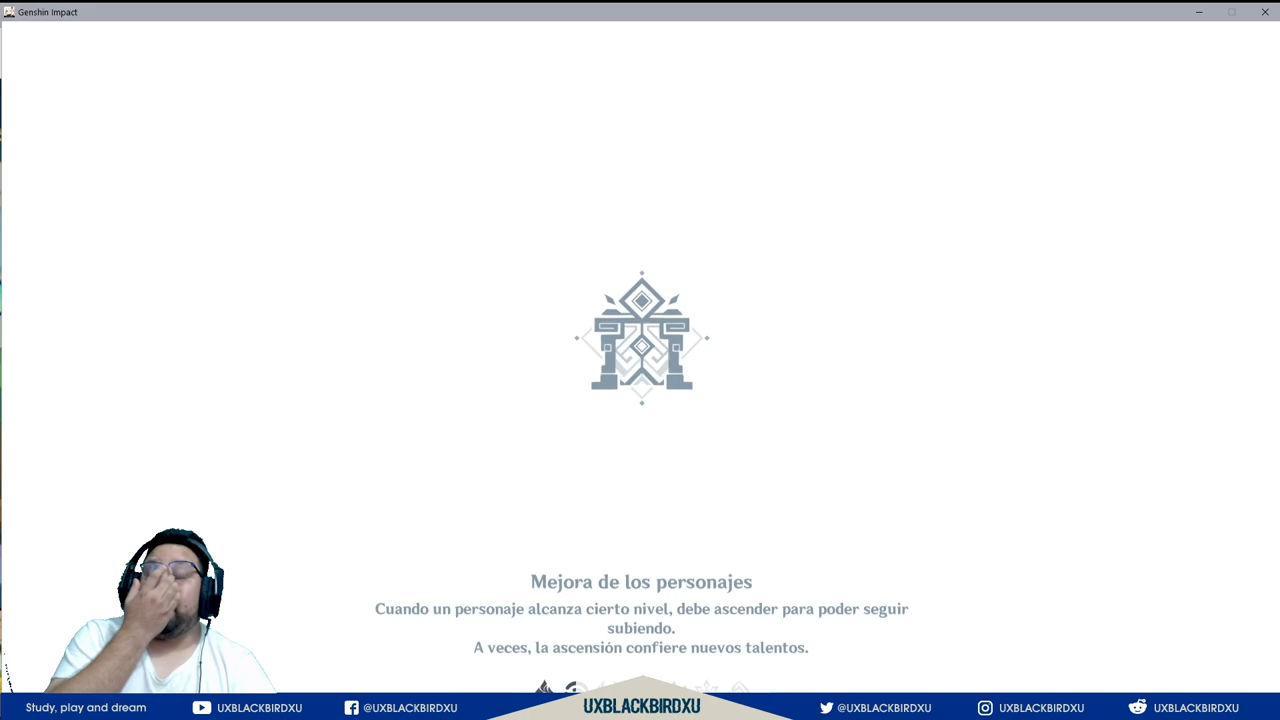 Genshin Impact
Mejora de los personajes
Cuando un personaje alcanza cierto nivel, debe ascender para poder seguir
subiendo.
A veces, la ascensión confiere nuevos talentos.
Study, play and dream
UXBLACKBIRDXU
@UXBLACKBIRDXU
UXBLACKBIRDXU
@UXBLACKBIRDXU
UXBLACKBIRDXU
UXBLACKBIRDXU